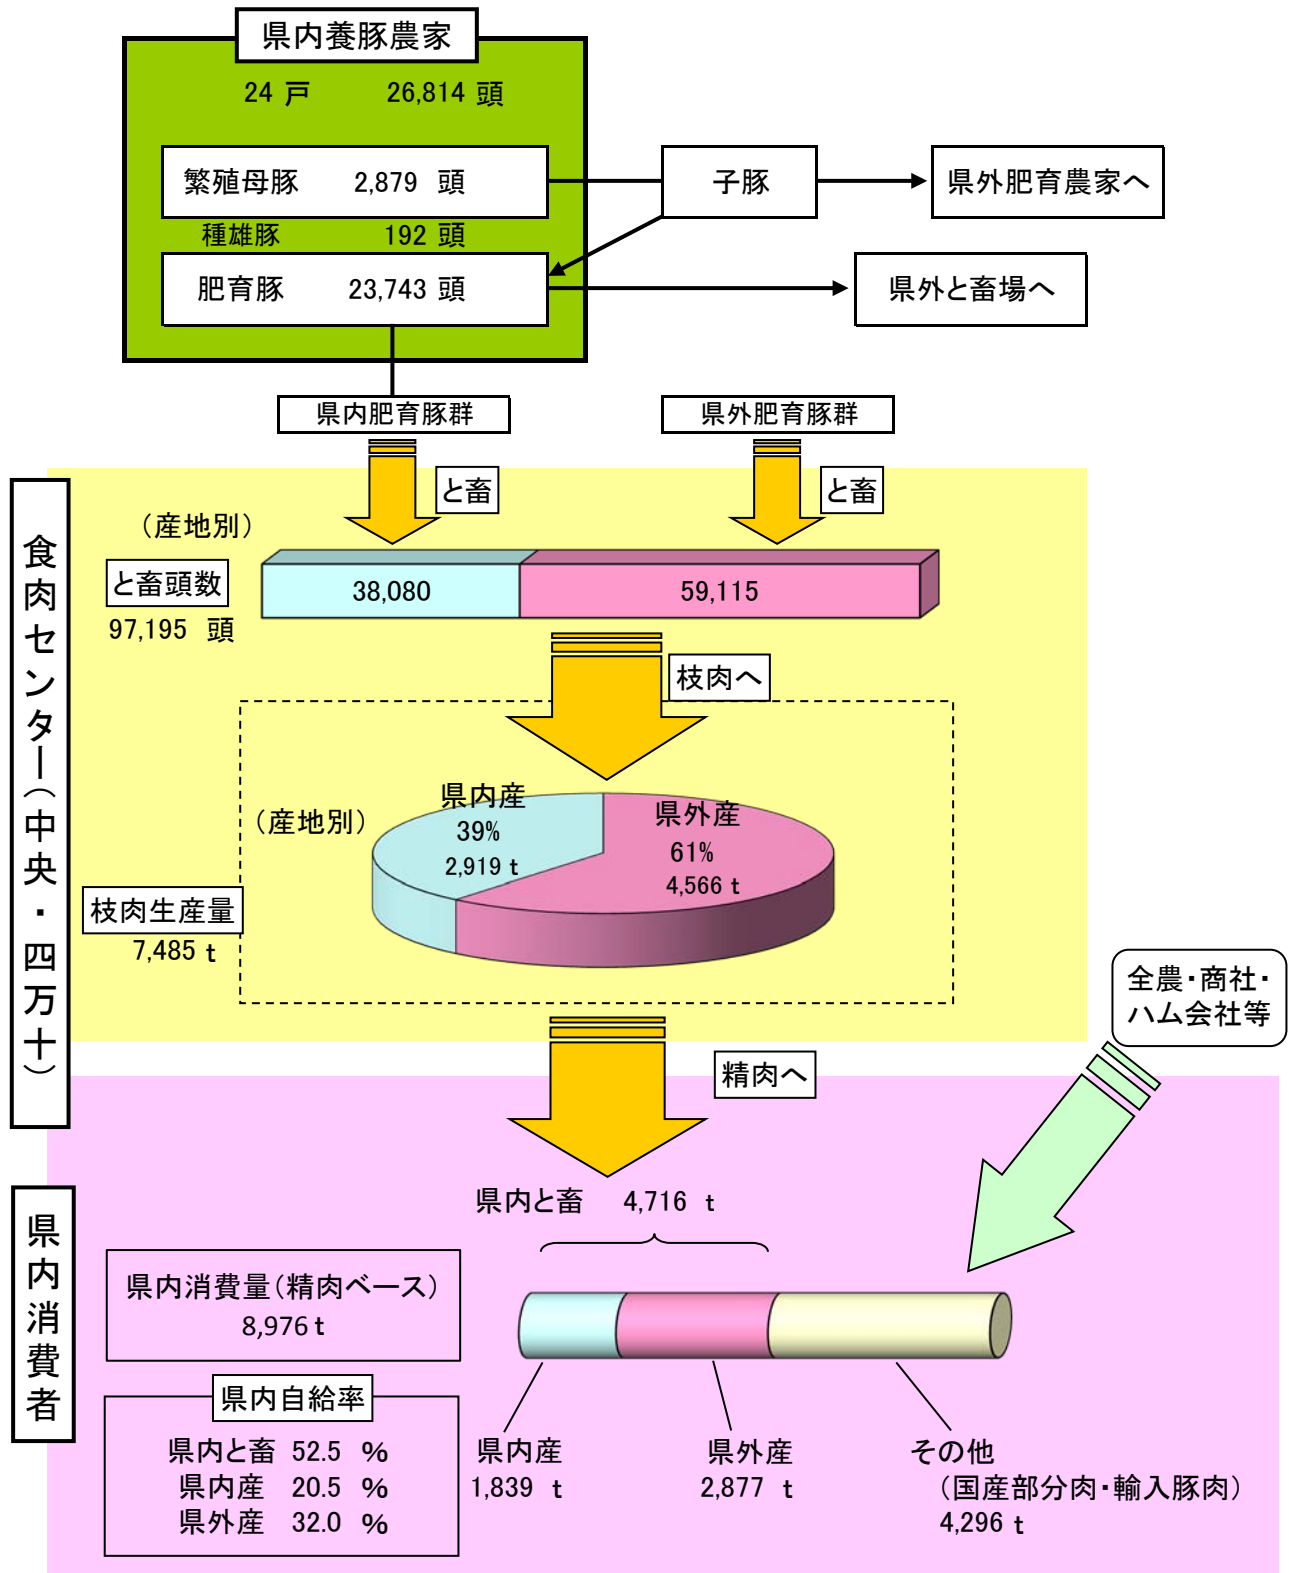 県内養豚農家
24 戸 26,814 頭
繁殖母豚 2,879 頭
子豚
県外肥育農家へ
種雄豚 192 頭
肥育豚 23,743 頭
県外と畜場へ
県内肥育豚群
県外肥育豚群
と畜
と畜
食肉センター(中央・四万十)
(産地別)
と畜頭数
97,195 頭
38,080
59,115
枝肉へ
(産地別)
県内産
39%
2,919 t
県外産
61%
4,566 t
枝肉生産量
7,485 t
全農・商社・
ハム会社等
精肉へ
県内消費者
県内と畜 4,716 t
県内消費量(精肉ベース)
8,976 t
県内自給率
県内と畜 52.5 %
県内産 20.5 %
県外産 32.0 %
県内産
1,839 t
県外産
2,877 t
その他
(国産部分肉・輸入豚肉)
4,296 t